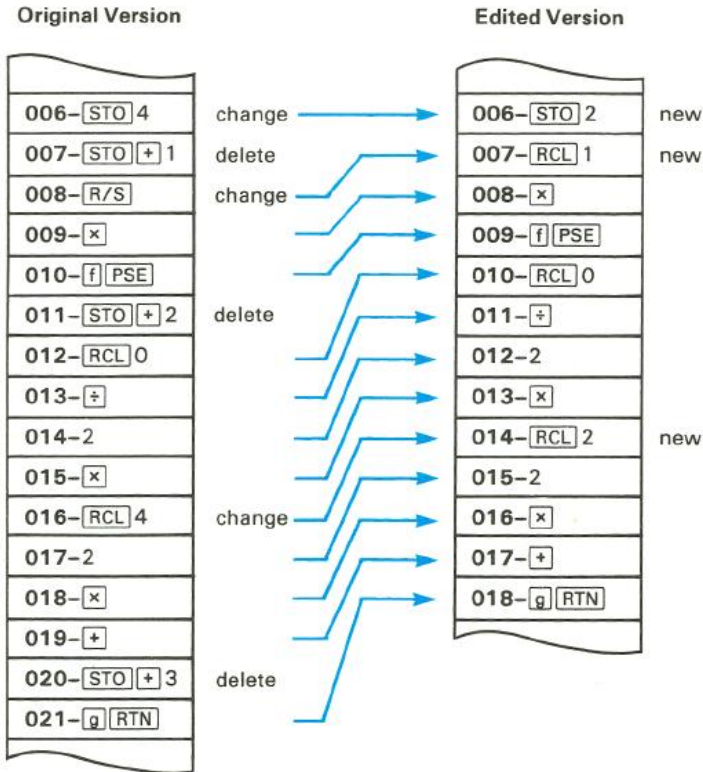 Original Version
Edited Version
006–STO 4 change 006–STO 2 new
007–STO + 1 delete 007–RCL 1 new
008–R/S change 008–×
009–× 009–f PSE
010–f PSE 010–RCL 0
011–STO + 2 delete 011–÷
012–RCL 0 012–2
013–÷ 013–×
014–2 014–RCL 2 new
015–× 015–2
016–RCL 4 change 016–×
017–2 017–+
018–× 018–g RTN
019–+
020–STO + 3 delete
021–g RTN